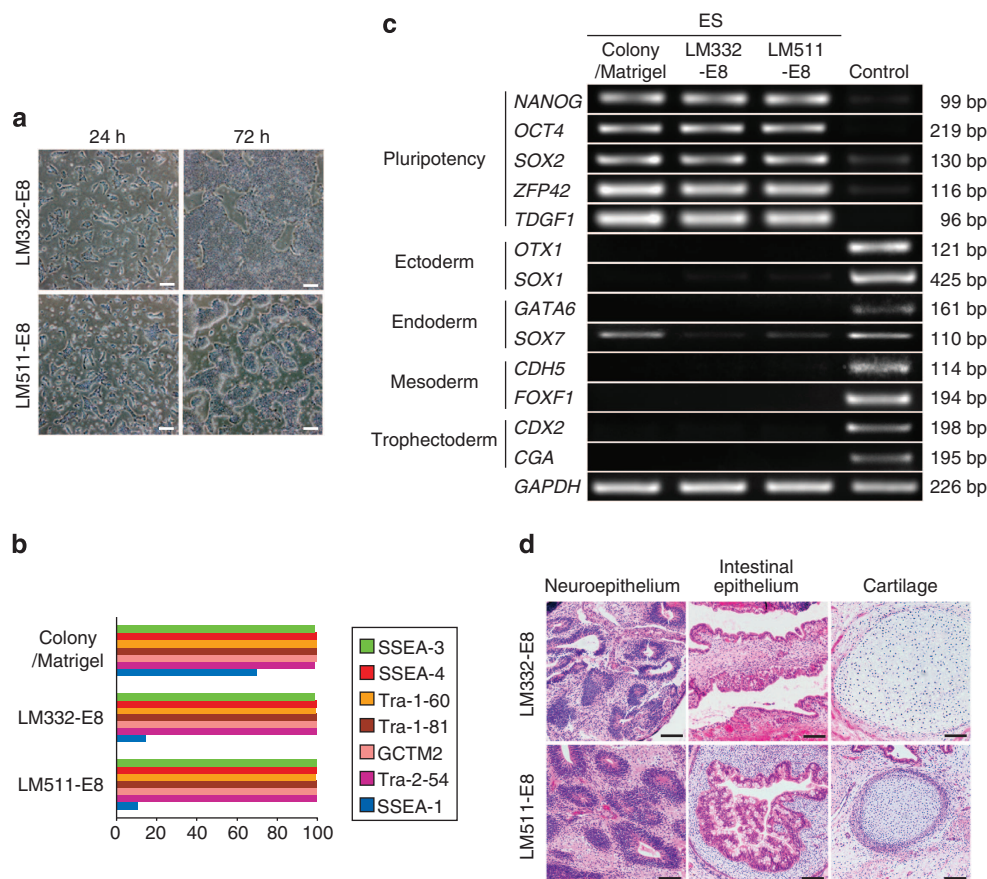 a
24 h 72 h
LM332-E8
LM511-E8
b
Colony
/Matrigel
LM332-E8
LM511-E8
0 20 40 60 80 100
SSEA-3
SSEA-4
Tra-1-60
Tra-1-81
GCTM2
Tra-2-54
SSEA-1
c
ES
Colony
/Matrigel
LM332
-E8
LM511
-E8
Control
Pluripotency
NANOG 99 bp
OCT4 219 bp
SOX2 130 bp
ZFP42 116 bp
TDGF1 96 bp
Ectoderm
OTX1 121 bp
SOX1 425 bp
Endoderm
GATA6 161 bp
SOX7 110 bp
Mesoderm
CDH5 114 bp
FOXF1 194 bp
Trophectoderm
CDX2 198 bp
CGA 195 bp
GAPDH 226 bp
d
Neuroepithelium
Intestinal
epithelium
Cartilage
LM332-E8
LM511-E8